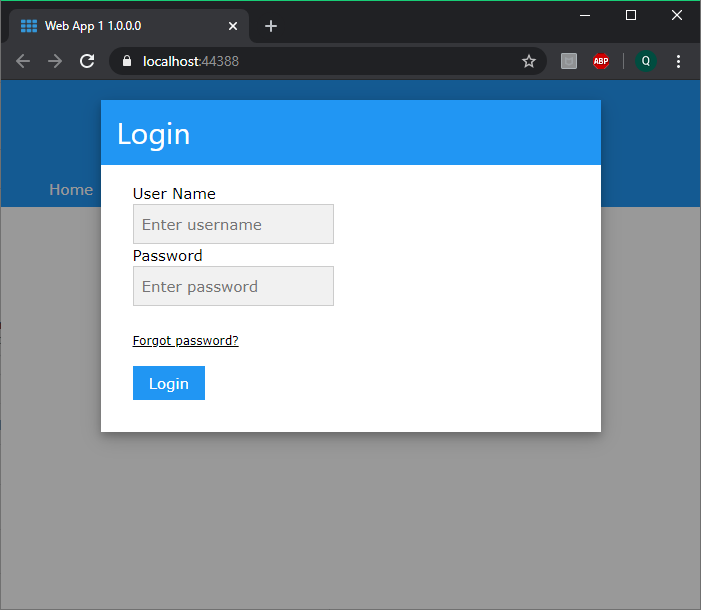 Web App 1 1.0.0.0
localhost:44388
ABP
Q
Login
Home
User Name
Enter username
Password
Enter password
Forgot password?
Login